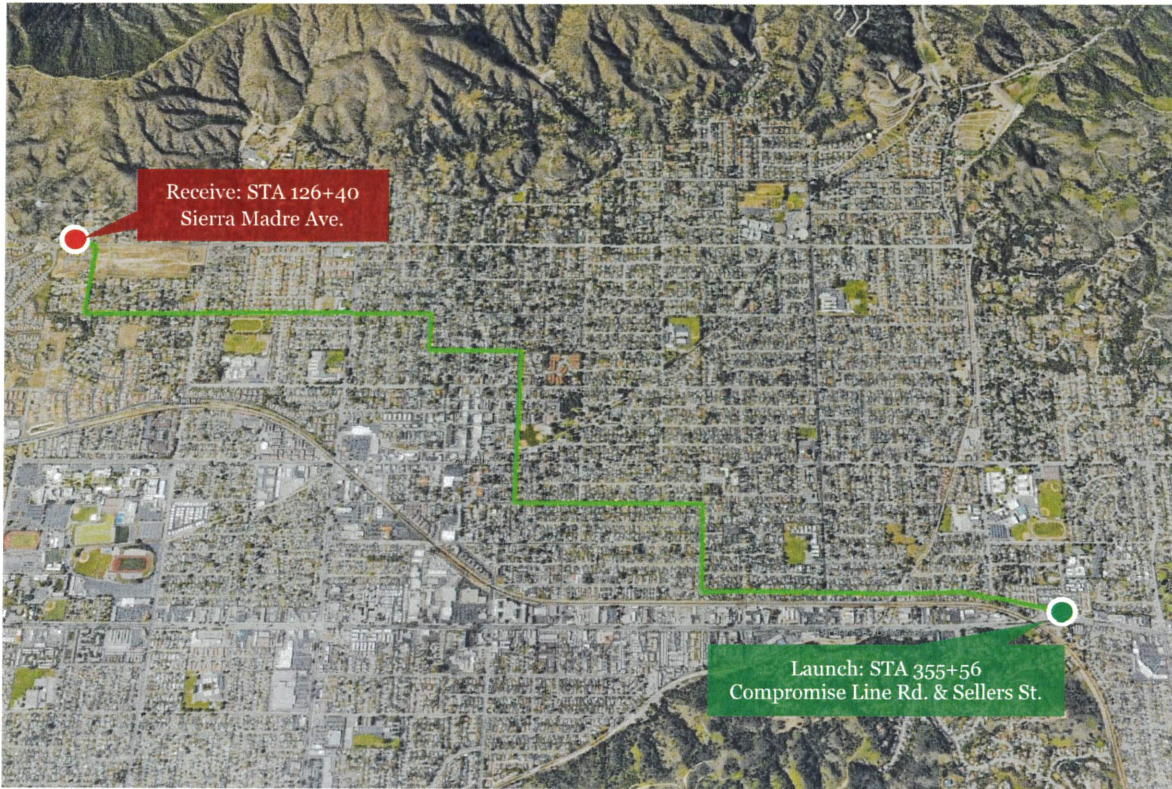 Receive: STA 126+40
Sierra Madre Ave.
Launch: STA 355+56
Compromise Line Rd. & Sellers St.